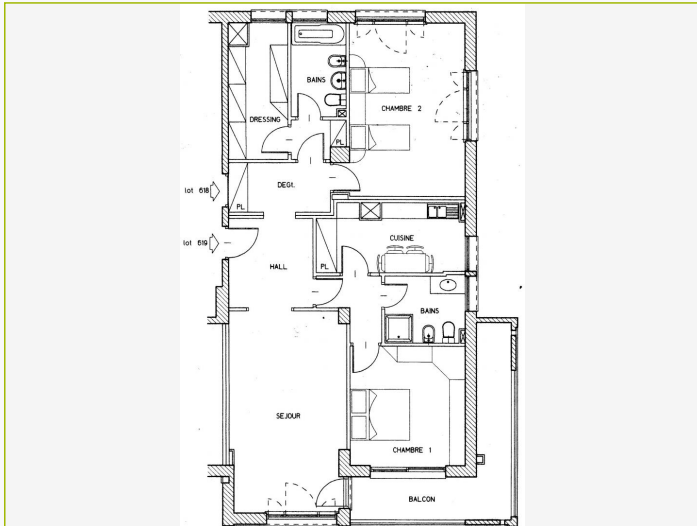 BAINS
CHAMBRE 2
DRESSING
PL
DEGt.
lot 618
PL
lot 619
CUISINE
HALL
PL
BAINS
SEJOUR
CHAMBRE 1
BALCON